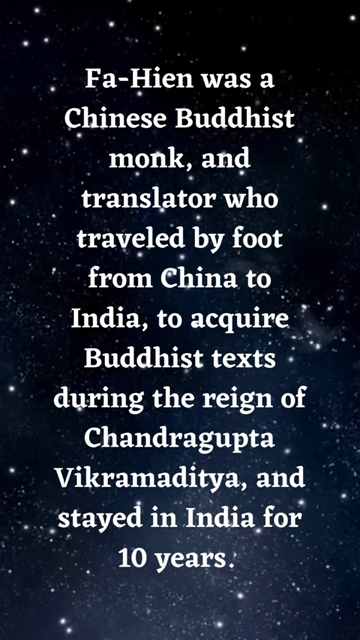 Fa-Hien was a
Chinese Buddhist
monk, and
translator who
traveled by foot
from China to
India, to acquire
Buddhist texts
during the reign of
Chandragupta
Vikramaditya, and
stayed in India for
10 years.